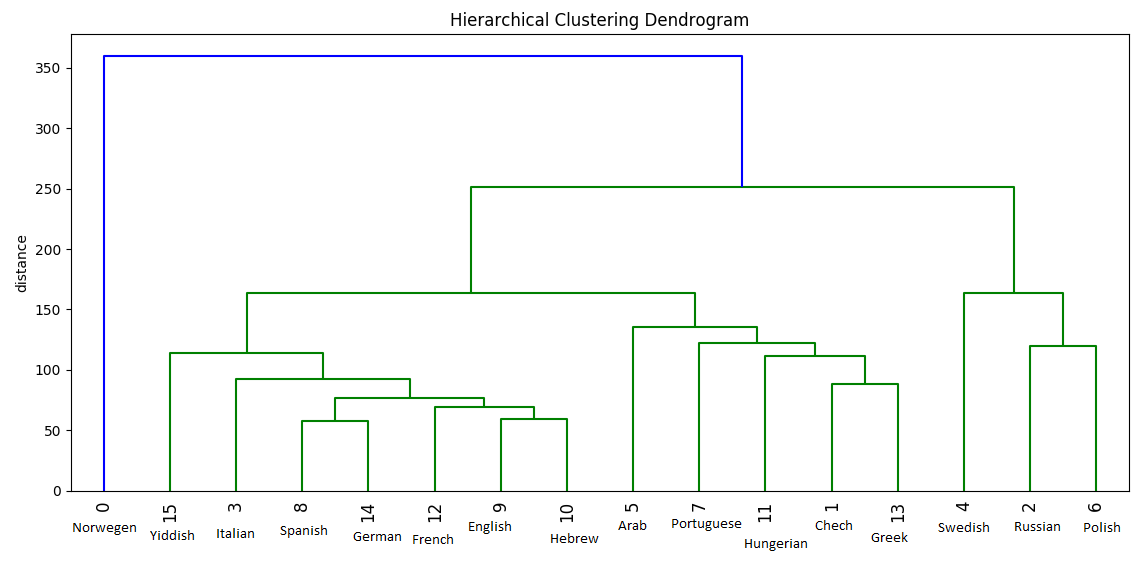 Hierarchical Clustering Dendrogram
350
300
250
200
150
100
50
0
distance
0 15 3 8 14 12 9 10 5 7 11 1 13 4 2 6
Norwegen Yiddish Italian Spanish German French English Hebrew Arab Portuguese Hungerian Chech Greek Swedish Russian Polish